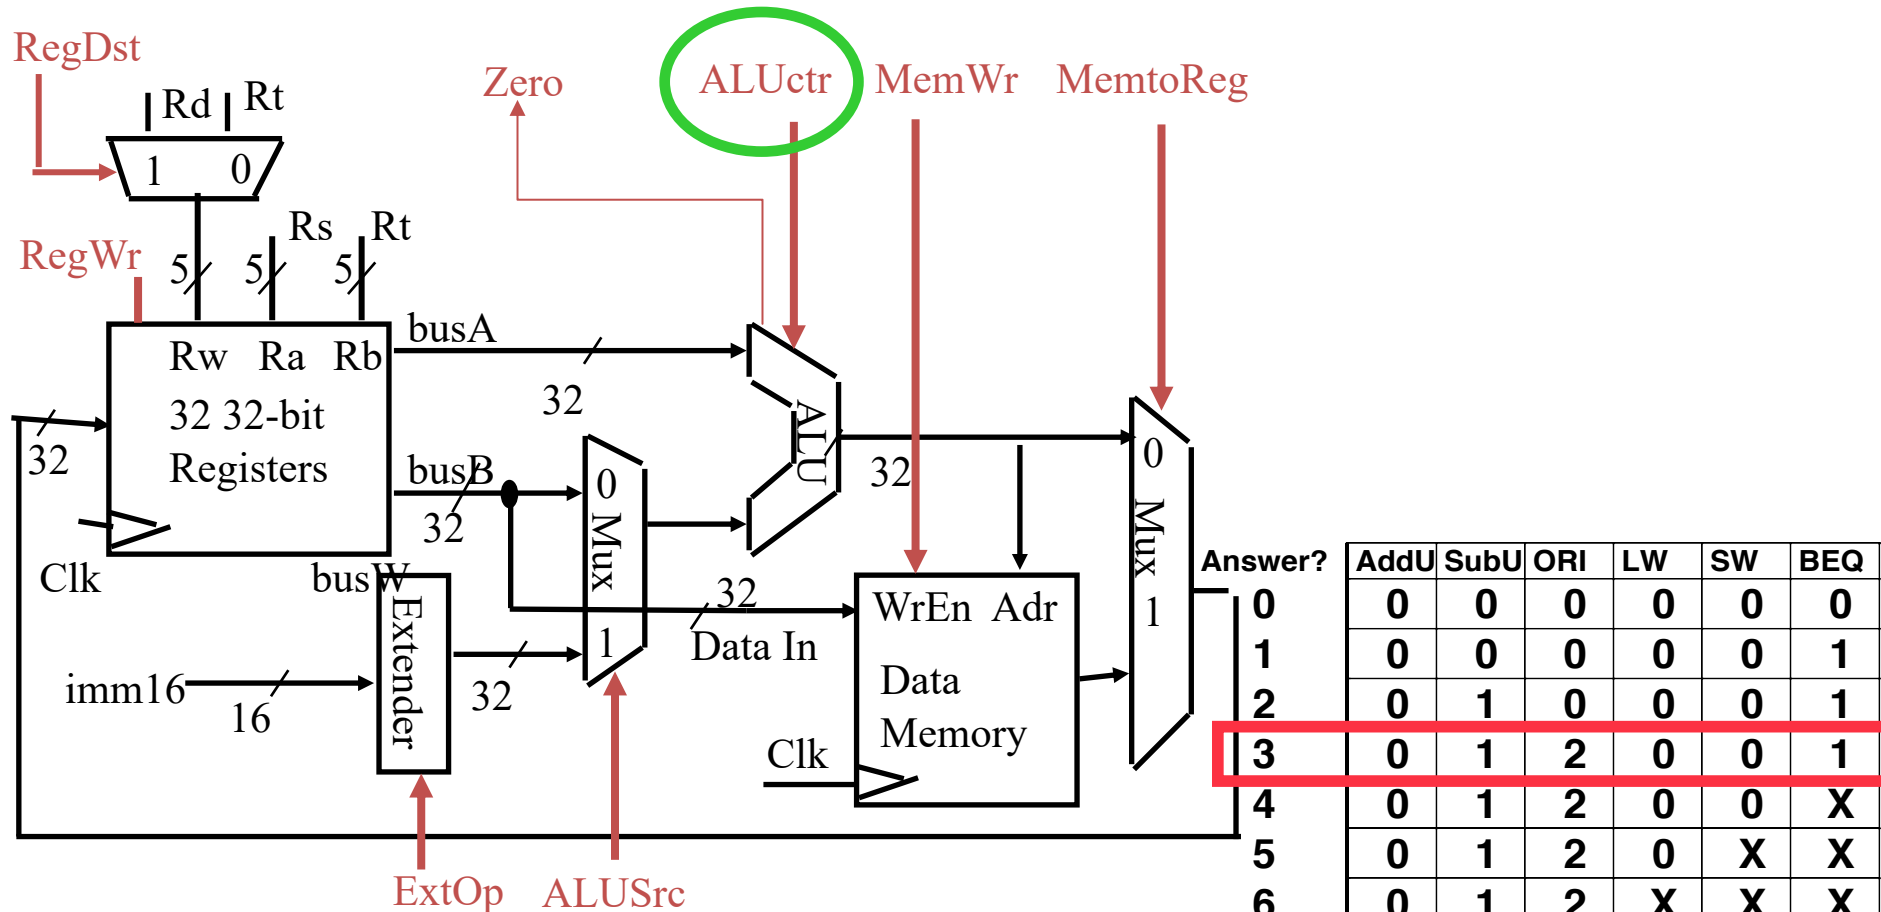 RegDst
Rd Rt
1 0
Zero
ALUctr MemWr MemtoReg
RegWr
Rs Rt
5 5 5
busA
Rw Ra Rb
32 32-bit
Registers
32
32
busB
32
Clk
busW
0
Mux
1
ALU
32
0
Mux
1
Extender
imm16
16
32
32
Data In
WrEn Adr
Data
Memory
Clk
ExtOp ALUSrc
Answer? AddU SubU ORI LW SW BEQ
0 0 0 0 0 0 0
1 0 0 0 0 0 1
2 0 1 0 0 0 1
3 0 1 2 0 0 1
4 0 1 2 0 0 X
5 0 1 2 0 X X
6 0 1 2 X X X